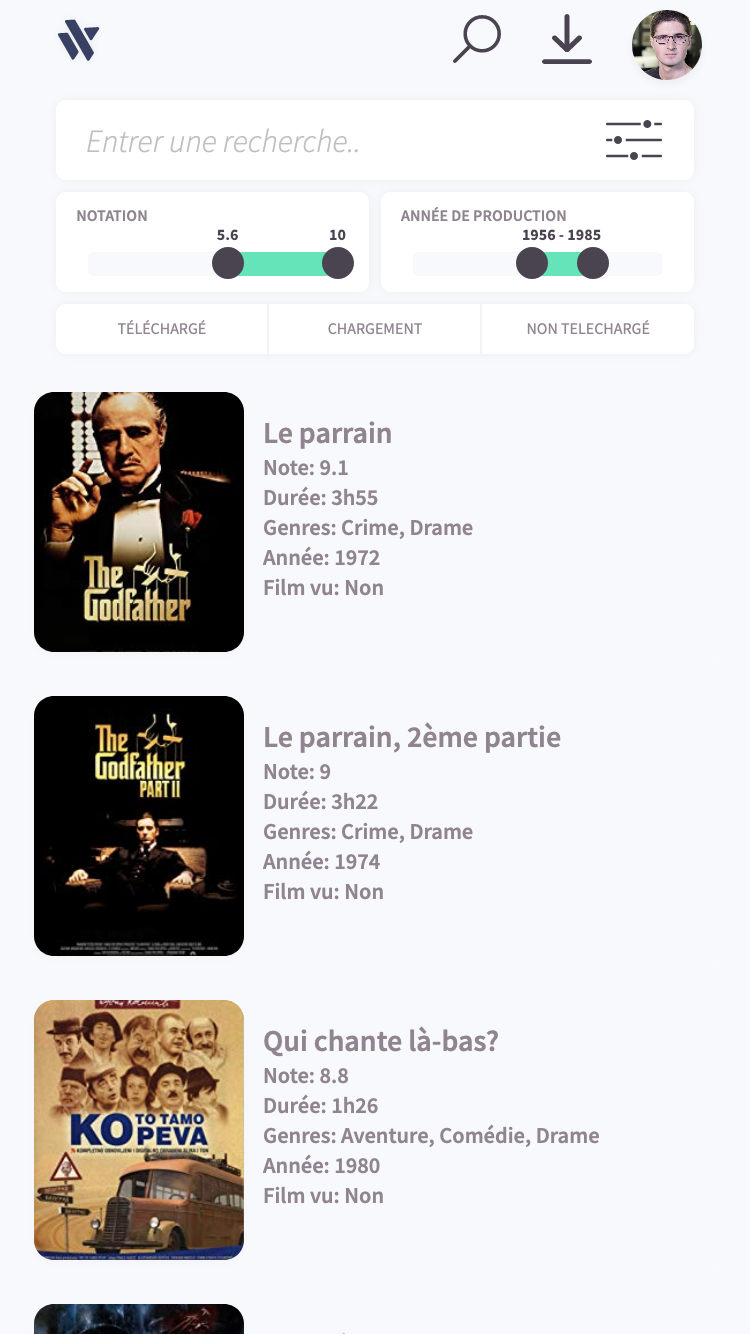 Entrer une recherche..
NOTATION
5.6 10
ANNÉE DE PRODUCTION
1956 - 1985
TÉLÉCHARGÉ
CHARGEMENT
NON TELECHARGÉ
The
Godfather
Le parrain
Note: 9.1
Durée: 3h55
Genres: Crime, Drame
Année: 1972
Film vu: Non
The
Godfather
PART II
Le parrain, 2ème partie
Note: 9
Durée: 3h22
Genres: Crime, Drame
Année: 1974
Film vu: Non
KO TO TAMO
PEVA
Qui chante là-bas?
Note: 8.8
Durée: 1h26
Genres: Aventure, Comédie, Drame
Année: 1980
Film vu: Non